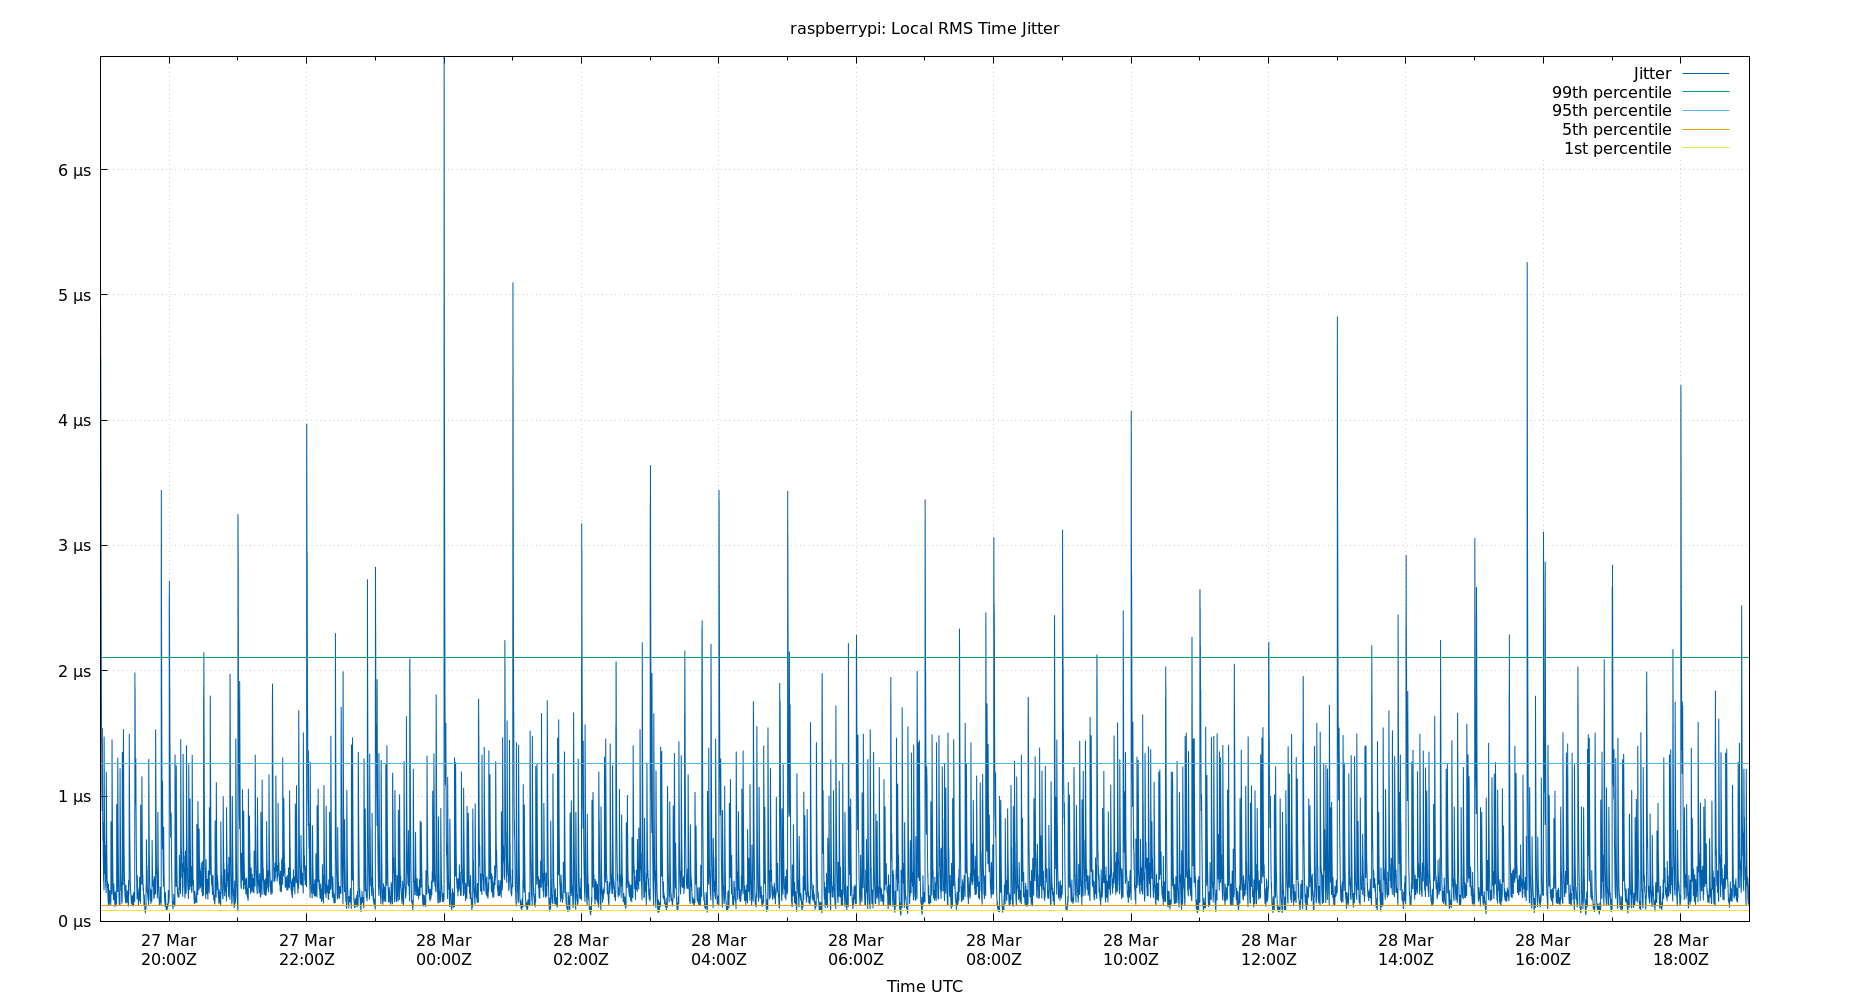 raspberrypi: Local RMS Time Jitter
Jitter
99th percentile
95th percentile
5th percentile
1st percentile
6 µs
5 µs
4 µs
3 µs
2 µs
1 µs
0 µs
27 Mar 27 Mar 28 Mar 28 Mar 28 Mar 28 Mar 28 Mar 28 Mar 28 Mar 28 Mar 28 Mar 28 Mar
20:00Z 22:00Z 00:00Z 02:00Z 04:00Z 06:00Z 08:00Z 10:00Z 12:00Z 14:00Z 16:00Z 18:00Z
Time UTC